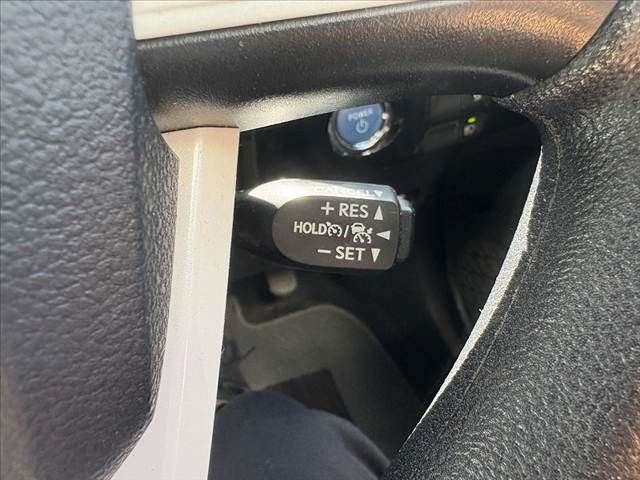 POWER
CANCEL
+ RES
HOLD /
- SET